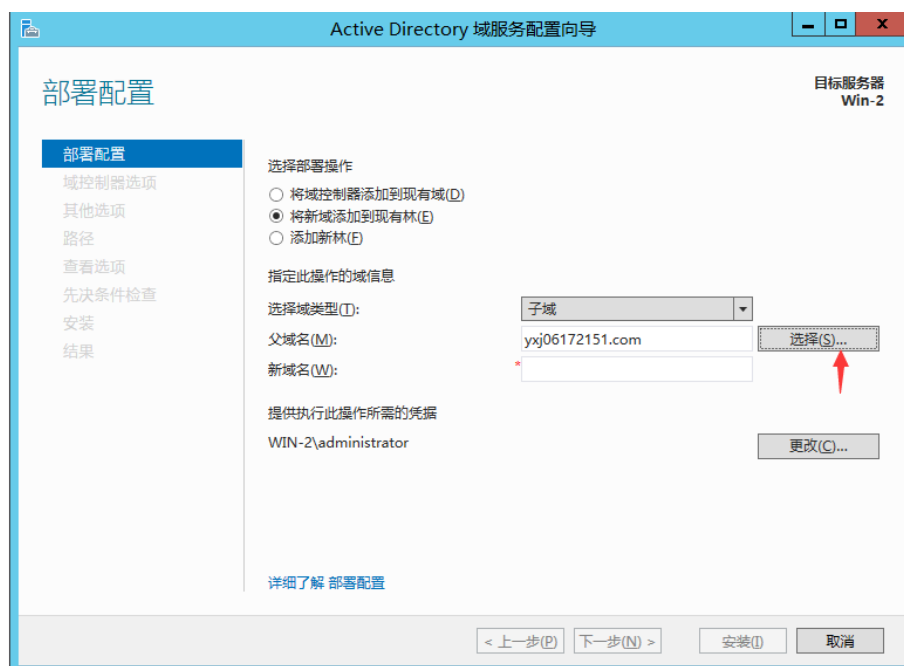 Active Directory 域服务配置向导
部署配置
目标服务器
Win-2
部署配置
域控制器选项
其他选项
路径
查看选项
先决条件检查
安装
结果
选择部署操作
将域控制器添加到现有域(D)
将新域添加到现有林(E)
添加新林(F)
指定此操作的域信息
选择域类型(T): 子域
父域名(M): yxj06172151.com 选择(S)...
新域名(W): *
提供执行此操作所需的凭据
WIN-2\administrator 更改(C)...
详细了解 部署配置
< 上一步(P) 下一步(N) > 安装(I) 取消